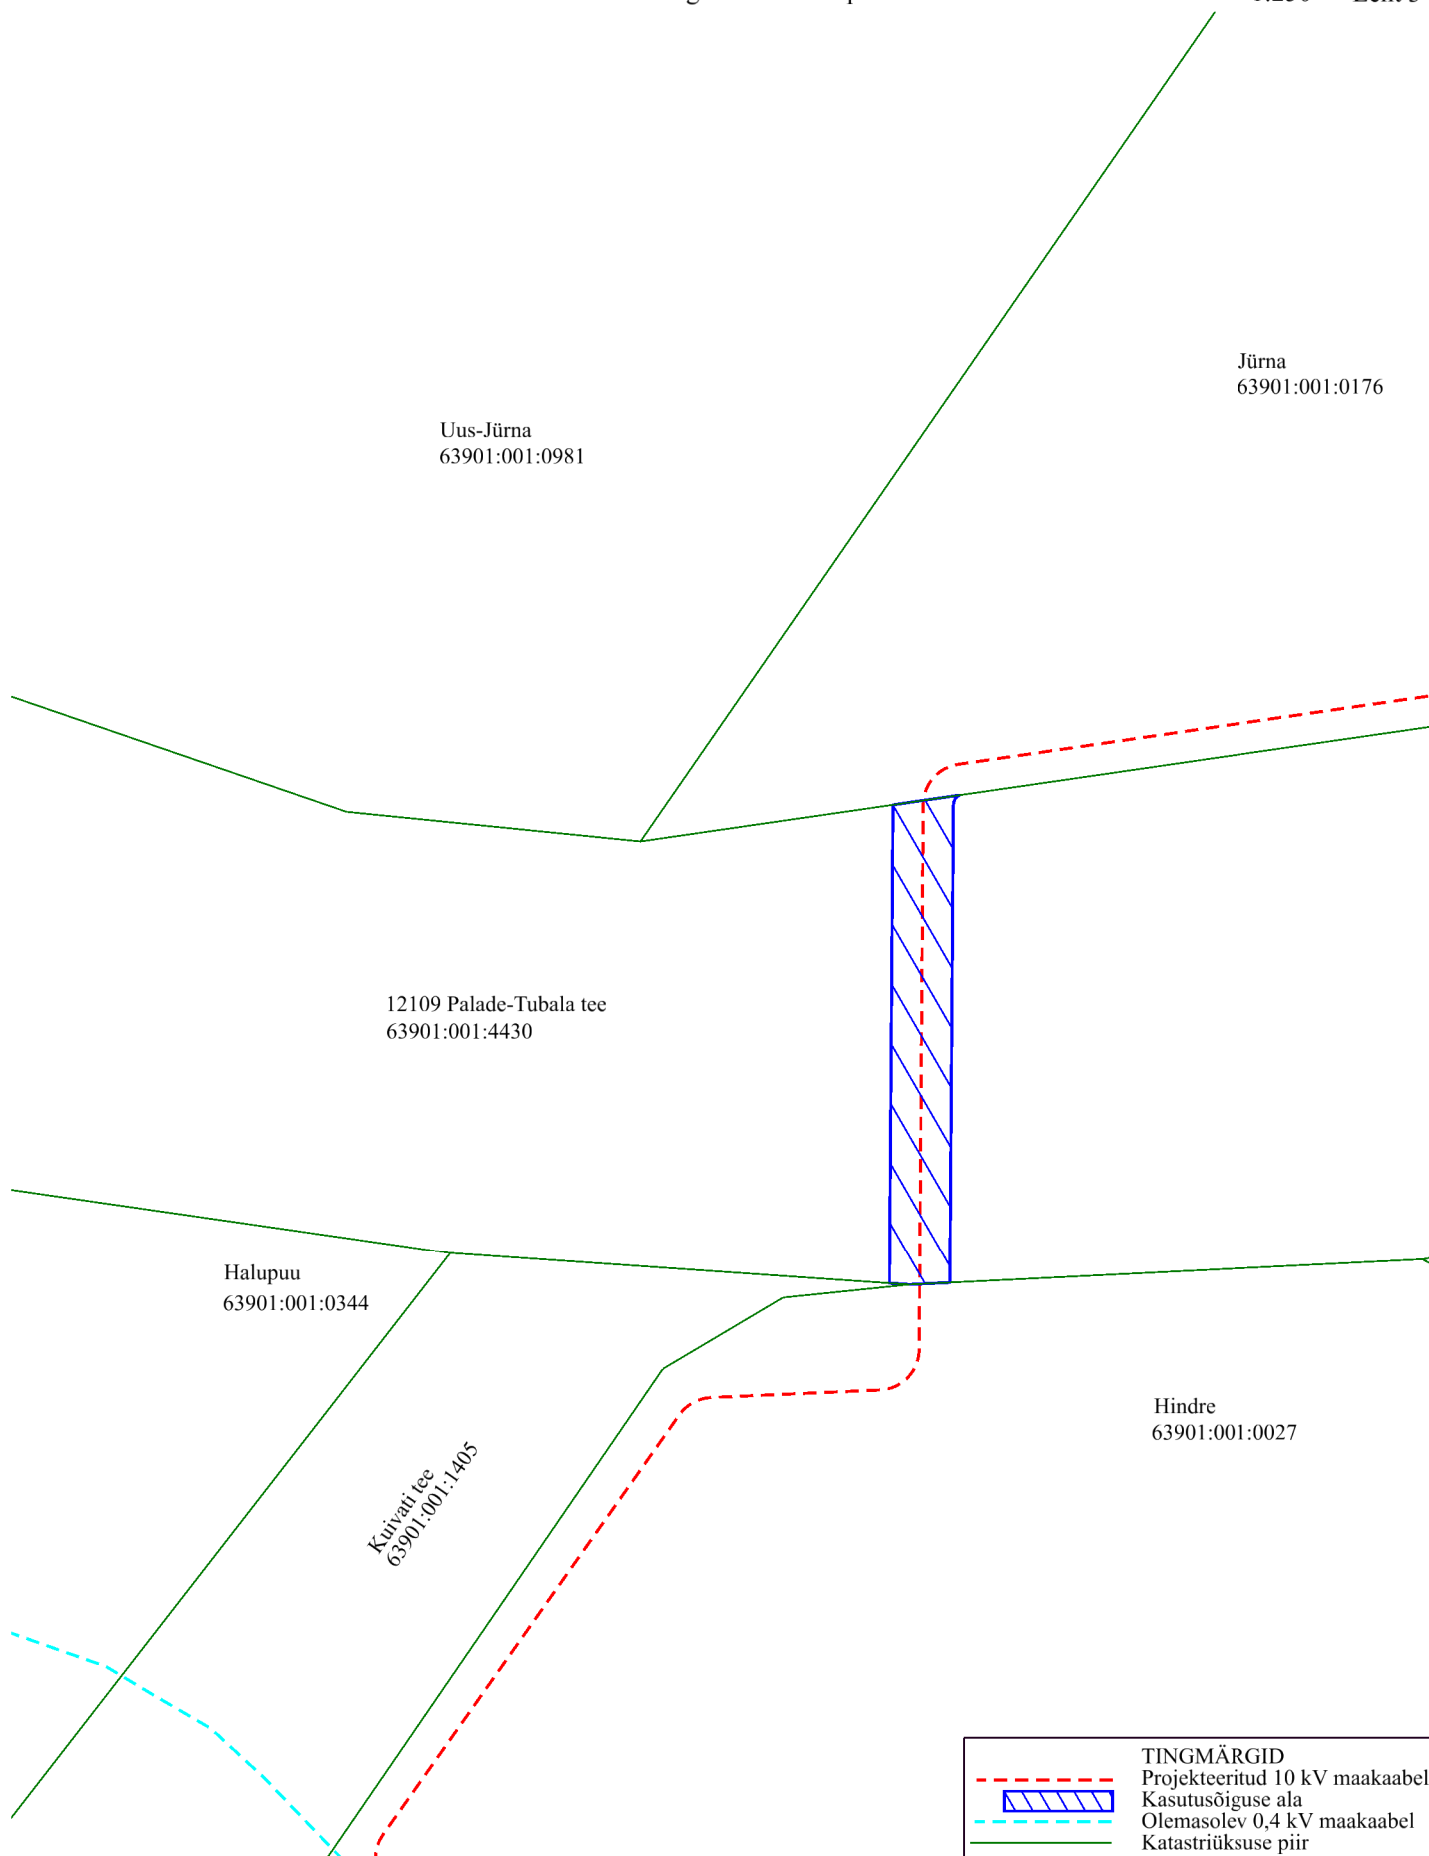 Jürna
63901:001:0176
Uus-Jürna
63901:001:0981
12109 Palade-Tubala tee
63901:001:4430
Halupuu
63901:001:0344
Hindre
63901:001:0027
Kuivati tee
63901:001:1405
TINGMÄRGID
Projekteeritud 10 kV maakaabel
Kasutusõiguse ala
Olemasolev 0,4 kV maakaabel
Katastriüksuse piir